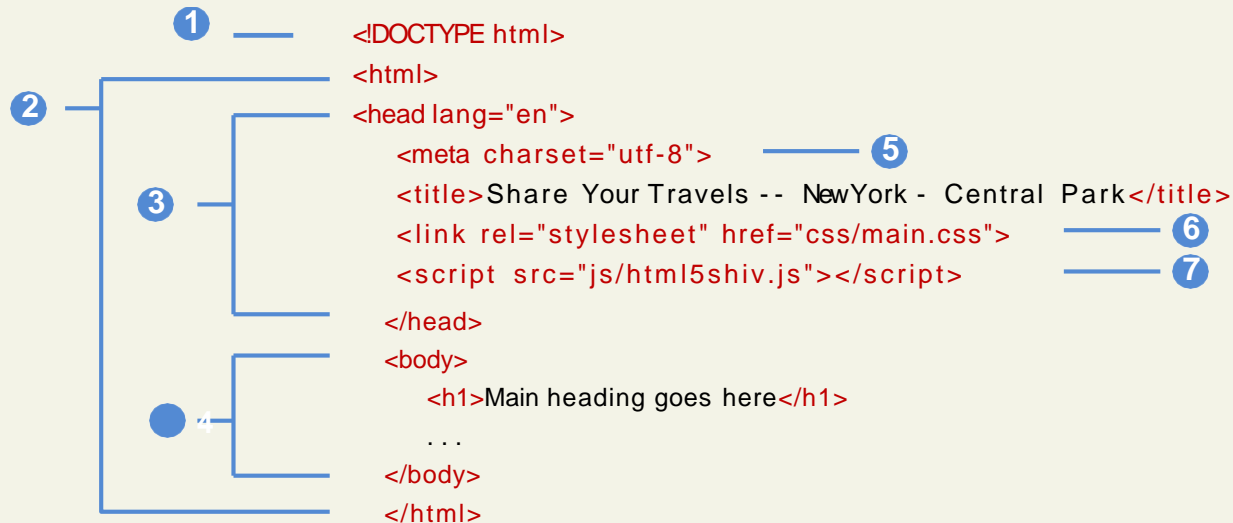 1 <!DOCTYPE html>
<html>
2 <head lang="en">
<meta charset="utf-8"> 5
3 <title>Share Your Travels -- NewYork - Central Park</title>
<link rel="stylesheet" href="css/main.css"> 6
<script src="js/html5shiv.js"></script> 7
</head>
<body>
<h1>Main heading goes here</h1>
4 ...
</body>
</html>